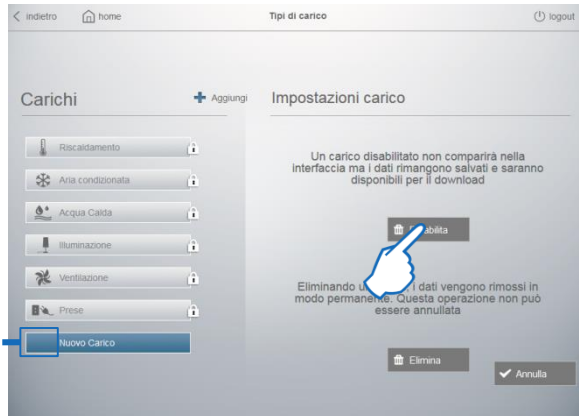 indietro
home
Tipi di carico
logout
Carichi
Aggiungi
Impostazioni carico
Riscaldamento
Aria condizionata
Acqua Calda
Illuminazione
Ventilazione
Prese
Nuovo Carico
Un carico disabilitato non comparirà nella
interfaccia ma i dati rimangono salvati e saranno
disponibili per il download
Eliminando i dati vengono rimossi in
modo permanente. Questa operazione non può
essere annullata
Elimina
Annulla